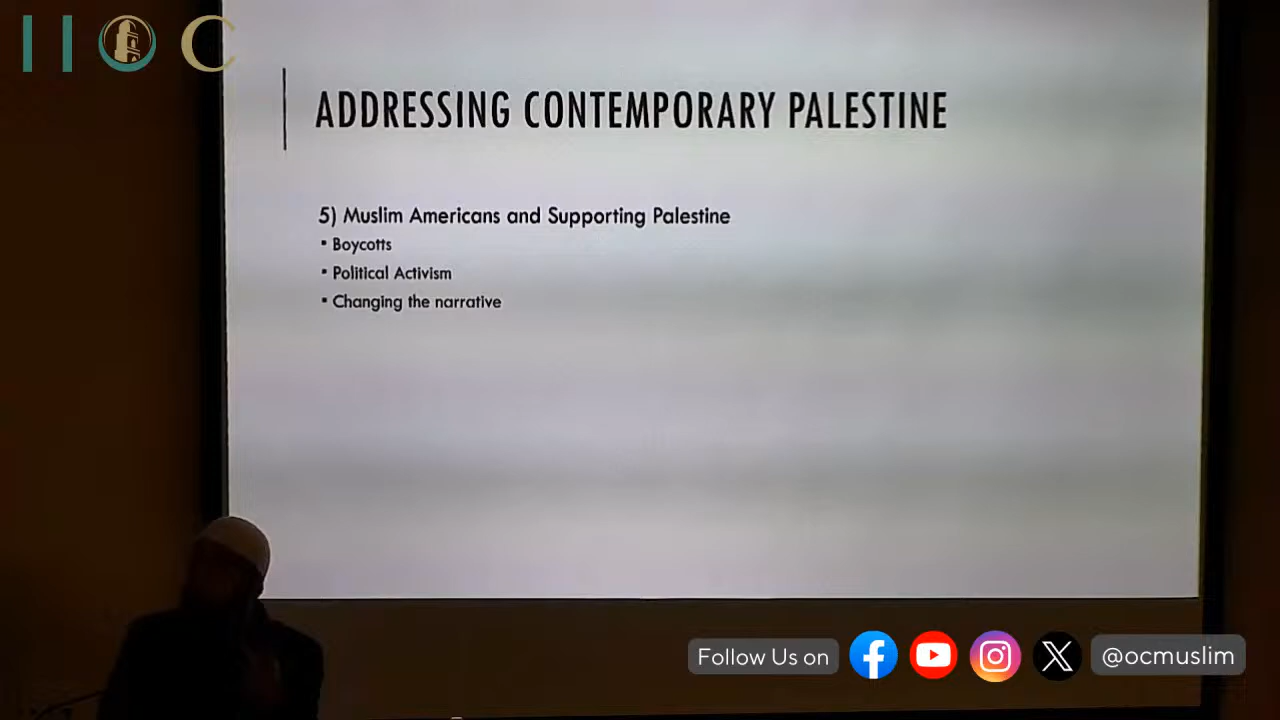 IIOC
ADDRESSING CONTEMPORARY PALESTINE
5) Muslim Americans and Supporting Palestine
▪ Boycotts
▪ Political Activism
▪ Changing the narrative
Follow Us on @ocmuslim